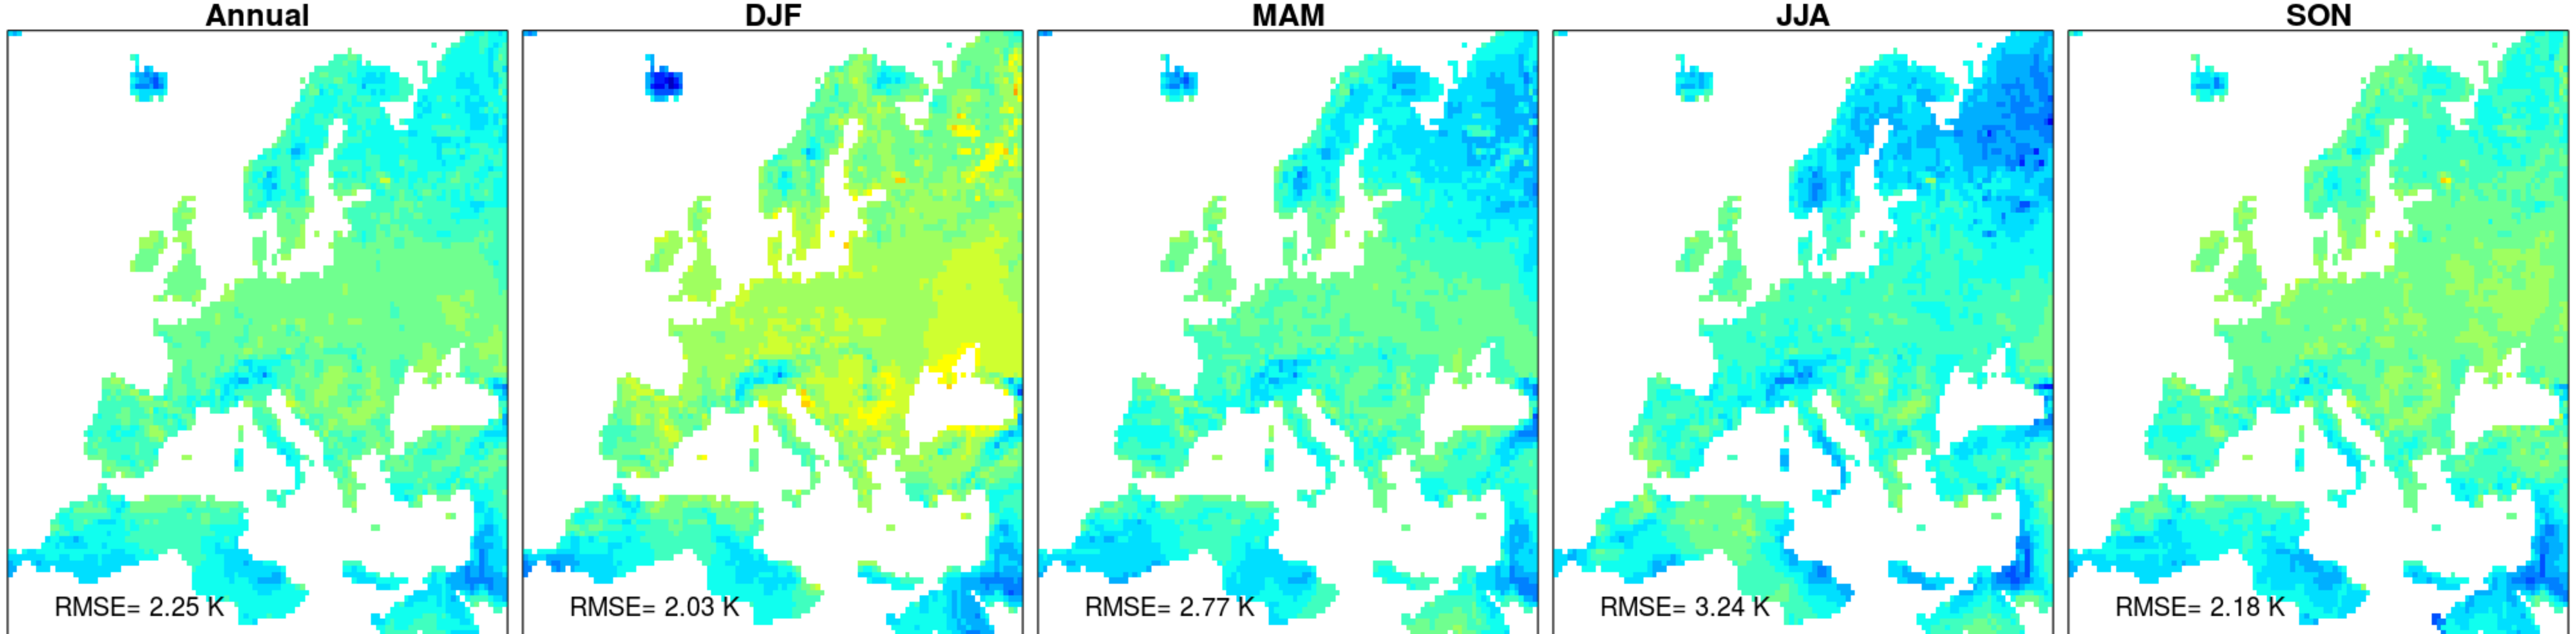 Annual DJF MAM JJA SON
RMSE= 2.25 K RMSE= 2.03 K RMSE= 2.77 K RMSE= 3.24 K RMSE= 2.18 K